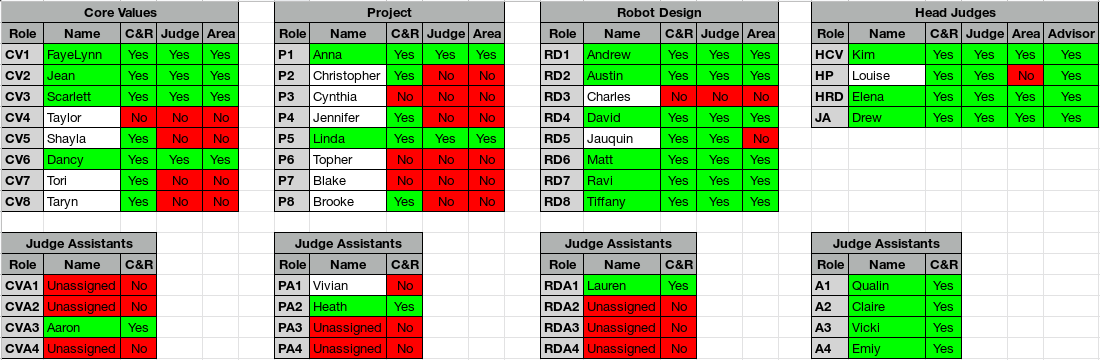 Core Values Project Robot Design Head Judges
Role Name C&R Judge Area Role Name C&R Judge Area Role Name C&R Judge Area Role Name C&R Judge Area Advisor
CV1 FayeLynn Yes Yes Yes P1 Anna Yes Yes Yes RD1 Andrew Yes Yes Yes HCV Kim Yes Yes Yes Yes
CV2 Jean Yes Yes Yes P2 Christopher Yes No No RD2 Austin Yes Yes Yes HP Louise Yes Yes No Yes
CV3 Scarlett Yes Yes Yes P3 Cynthia No No No RD3 Charles No No No HRD Elena Yes Yes Yes Yes
CV4 Taylor No No No P4 Jennifer Yes No No RD4 David Yes Yes Yes JA Drew Yes Yes Yes Yes
CV5 Shayla Yes No No P5 Linda Yes Yes Yes RD5 Jauquin Yes Yes No
CV6 Dancy Yes Yes Yes P6 Topher No No No RD6 Matt Yes Yes Yes
CV7 Tori Yes No No P7 Blake No No No RD7 Ravi Yes Yes Yes
CV8 Taryn Yes No No P8 Brooke Yes No No RD8 Tiffany Yes Yes Yes
Judge Assistants Judge Assistants Judge Assistants Judge Assistants
Role Name C&R Role Name C&R Role Name C&R Role Name C&R
CVA1 Unassigned No PA1 Vivian No RDA1 Lauren Yes A1 Qualin Yes
CVA2 Unassigned No PA2 Heath Yes RDA2 Unassigned No A2 Claire Yes
CVA3 Aaron Yes PA3 Unassigned No RDA3 Unassigned No A3 Vicki Yes
CVA4 Unassigned No PA4 Unassigned No RDA4 Unassigned No A4 Emiy Yes